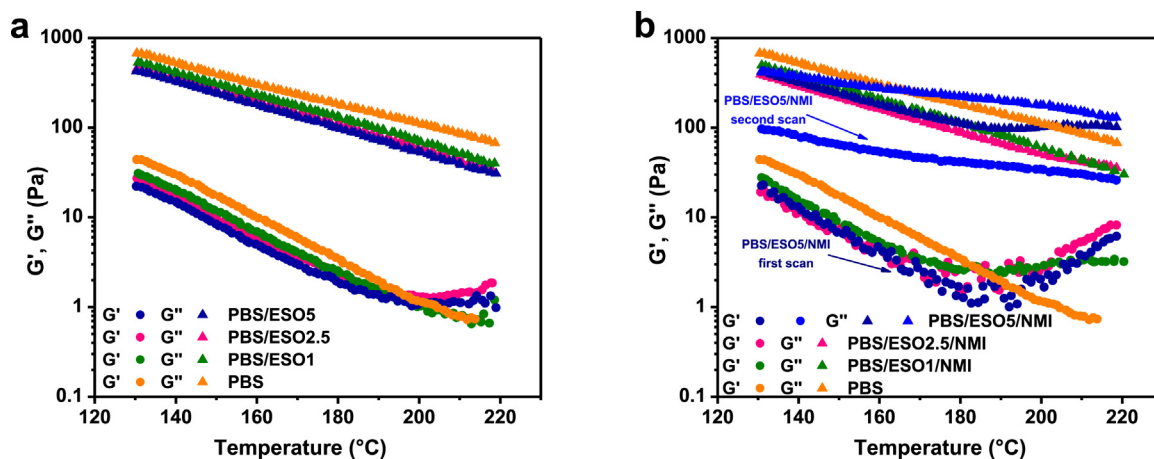 a
G', G'' (Pa)
1000
100
10
1
0.1
120
140
160
180
200
220
Temperature (°C)
G' G'' PBS/ESO5
G' G'' PBS/ESO2.5
G' G'' PBS/ESO1
G' G'' PBS
b
G', G'' (Pa)
1000
100
10
1
0.1
120
140
160
180
200
220
Temperature (°C)
PBS/ESO5/NMI
second scan
PBS/ESO5/NMI
first scan
G' G'' PBS/ESO5/NMI
G' G'' PBS/ESO2.5/NMI
G' G'' PBS/ESO1/NMI
G' G'' PBS